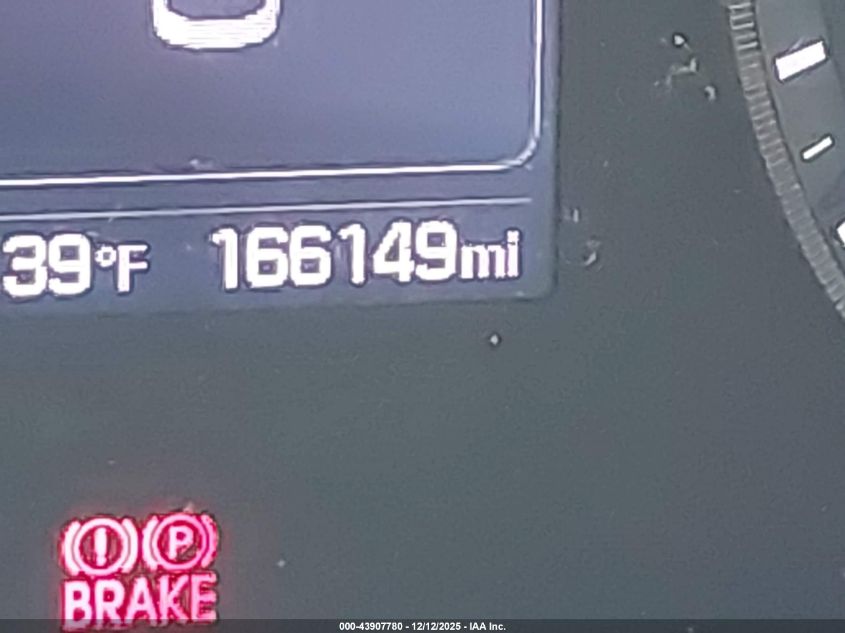 39°F 166149mi
(!) (P)
BRAKE
000-43907780 - 12/12/2025 - IAA Inc.